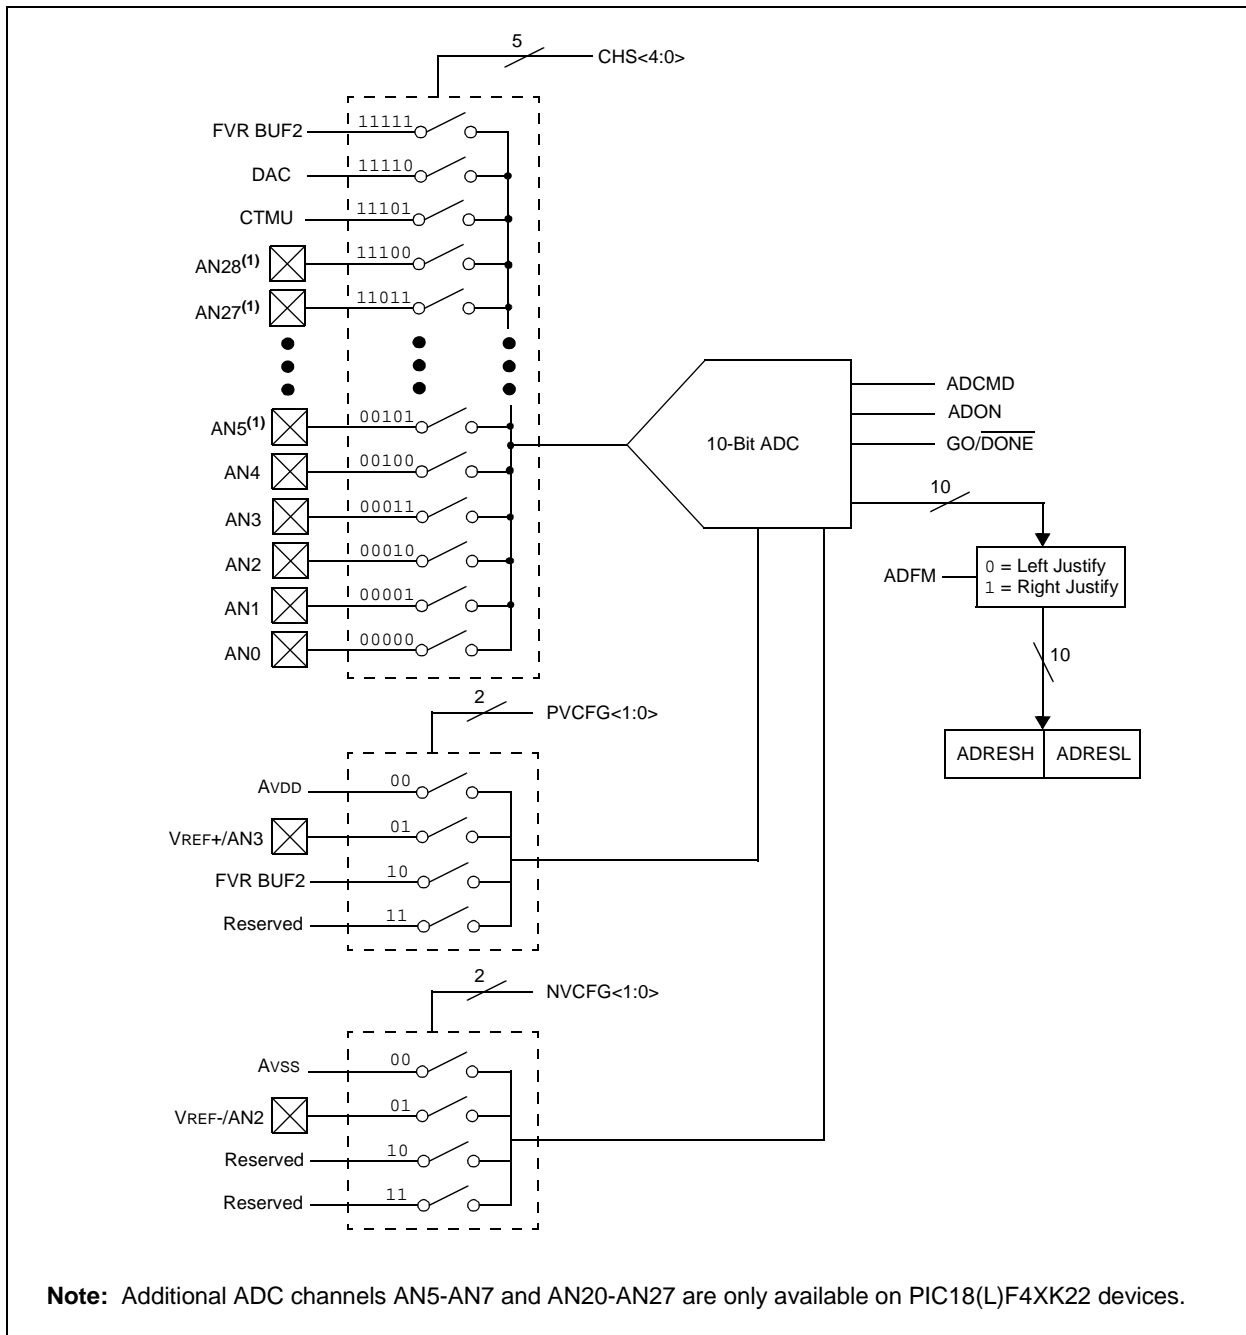 5
CHS<4:0>
FVR BUF2
11111
DAC
11110
CTMU
11101
AN28(1)
11100
AN27(1)
11011
AN5(1)
00101
AN4
00100
AN3
00011
AN2
00010
AN1
00001
AN0
00000
10-Bit ADC
ADCMD
ADON
GO/DONE
10
ADFM
0 = Left Justify
1 = Right Justify
10
ADRESH ADRESL
2
PVCFG<1:0>
AVDD
00
VREF+/AN3
01
FVR BUF2
10
Reserved
11
2
NVCFG<1:0>
AVSS
00
VREF-/AN2
01
Reserved
10
Reserved
11
Note: Additional ADC channels AN5-AN7 and AN20-AN27 are only available on PIC18(L)F4XK22 devices.